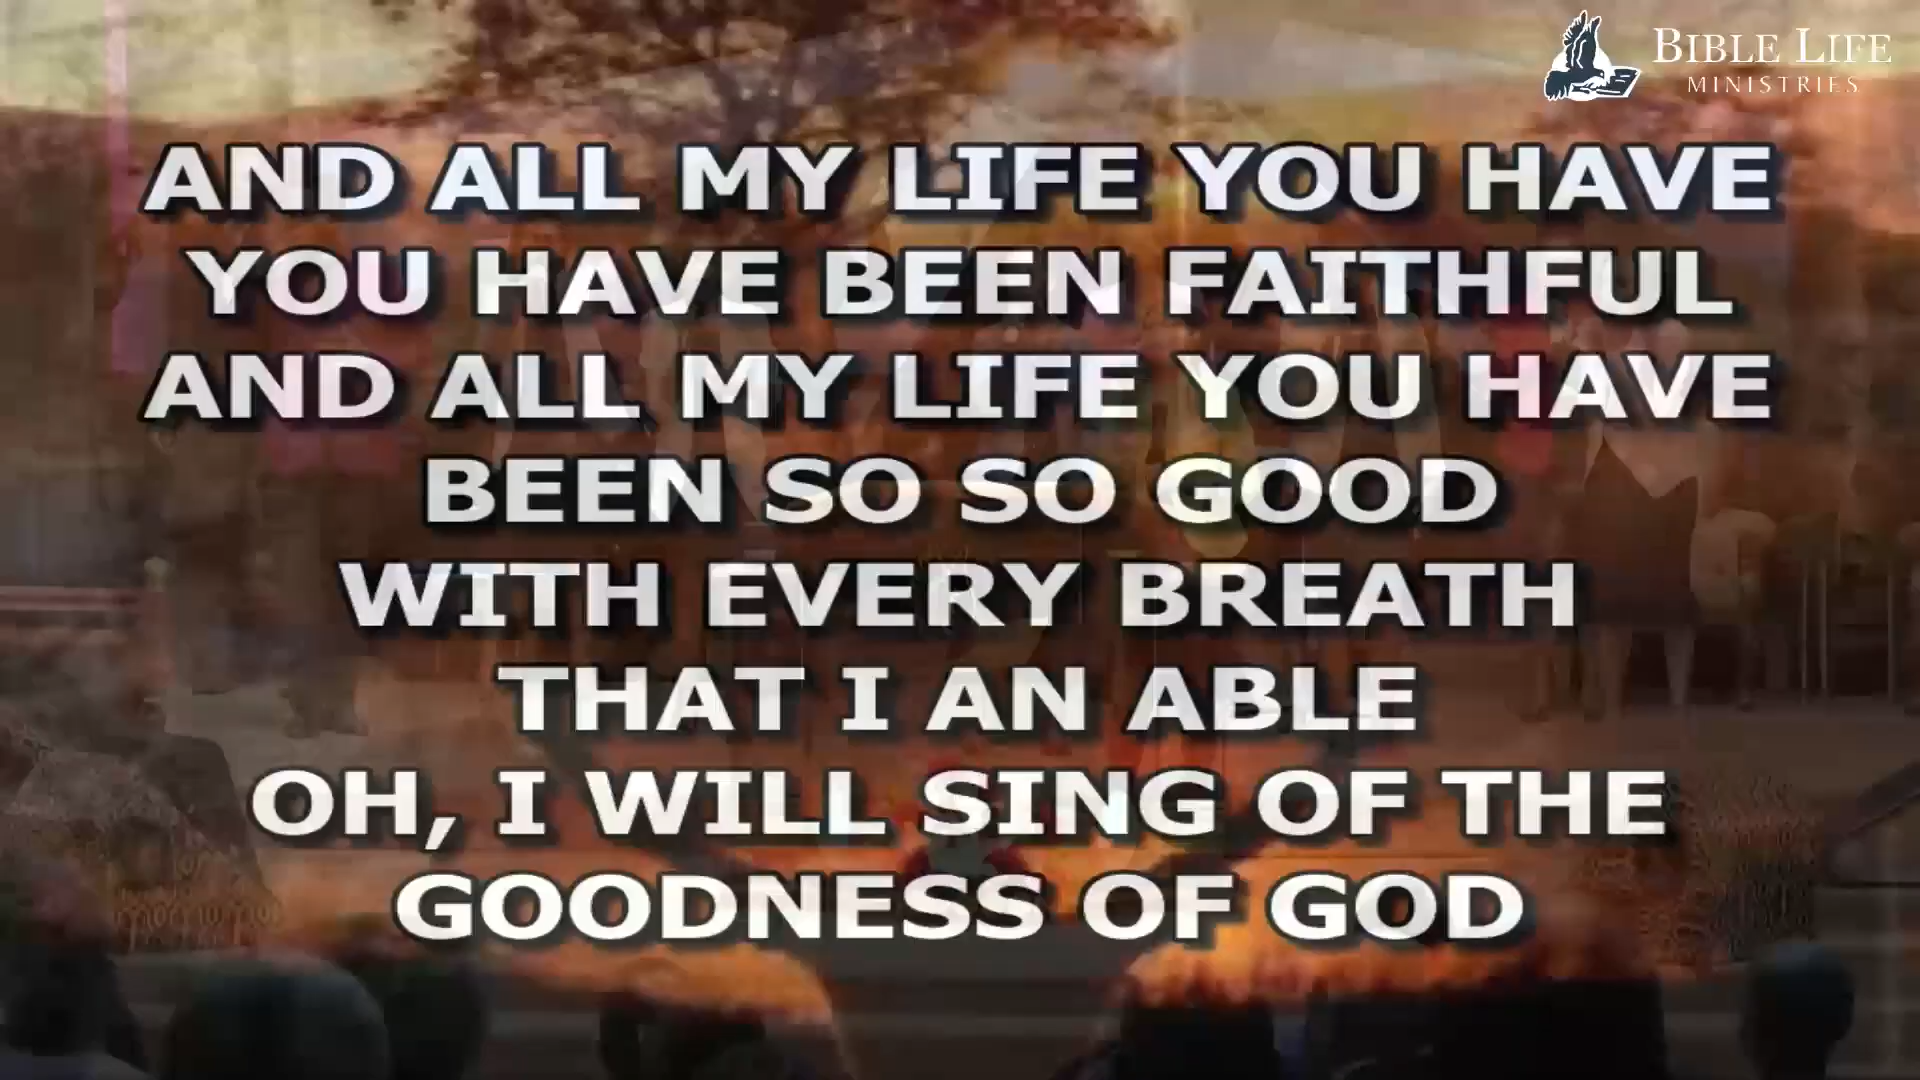 BIBLE LIFE
MINISTRIES
AND ALL MY LIFE YOU HAVE
YOU HAVE BEEN FAITHFUL
AND ALL MY LIFE YOU HAVE
BEEN SO SO GOOD
WITH EVERY BREATH
THAT I AN ABLE
OH, I WILL SING OF THE
GOODNESS OF GOD